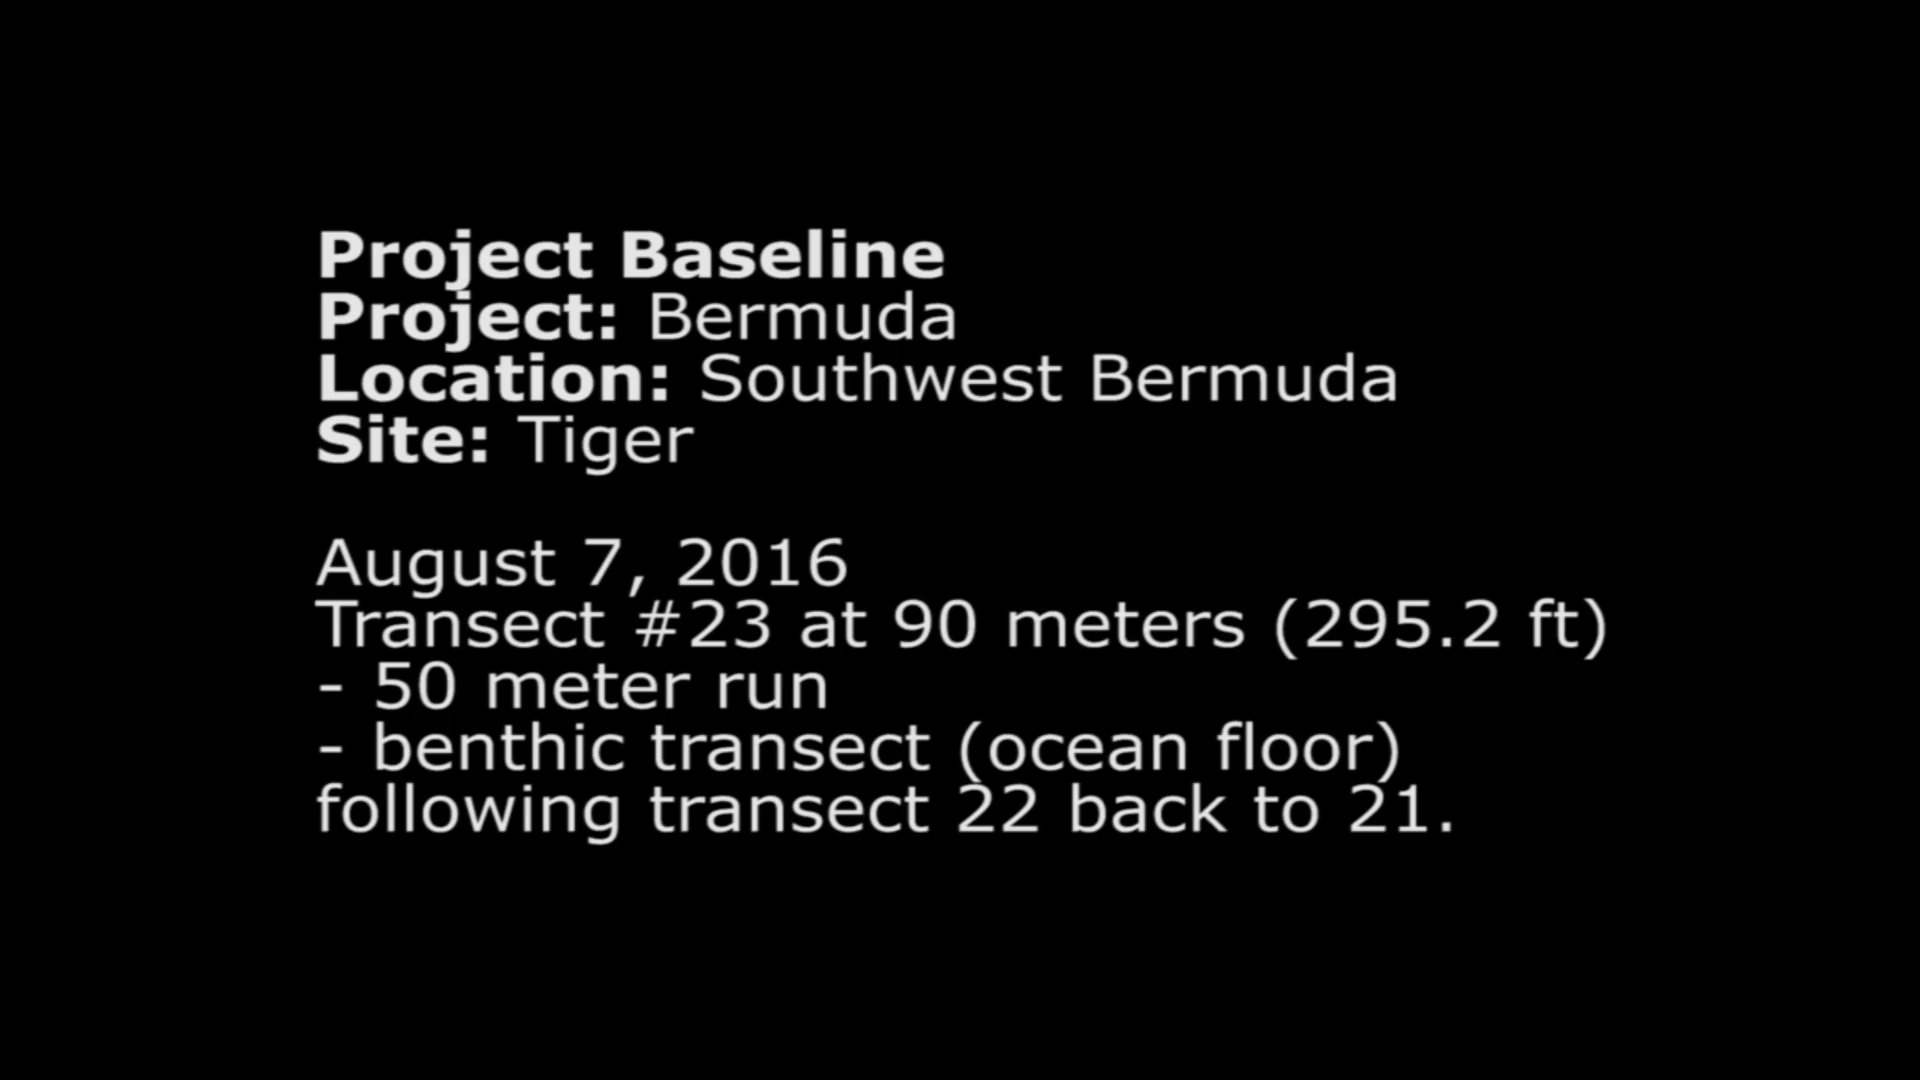 Project Baseline
Project: Bermuda
Location: Southwest Bermuda
Site: Tiger
August 7, 2016
Transect #23 at 90 meters (295.2 ft)
- 50 meter run
- benthic transect (ocean floor)
following transect 22 back to 21.